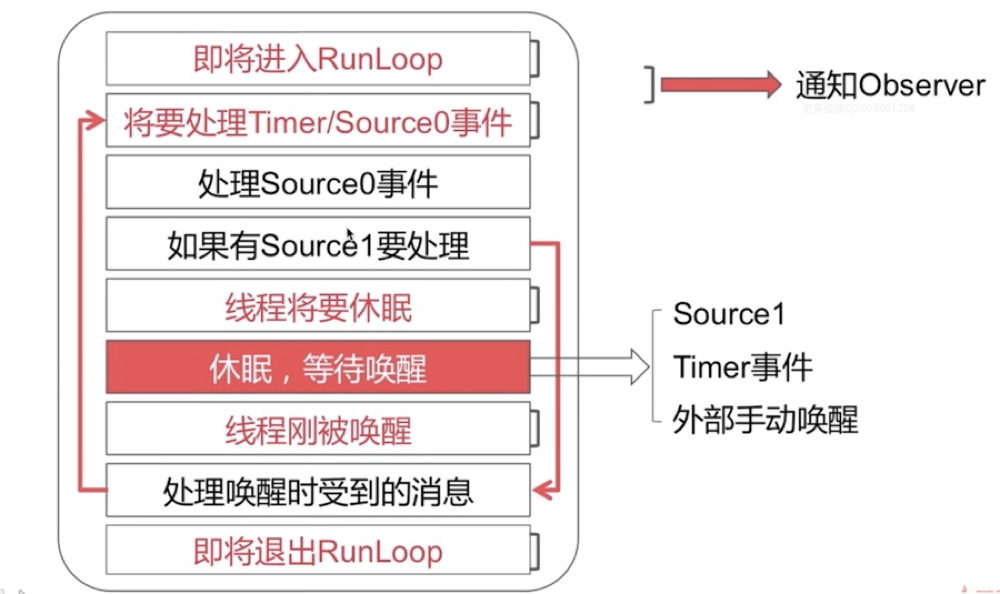 即将进入RunLoop
将要处理Timer/Source0事件
处理Source0事件
如果有Source1要处理
线程将要休眠
休眠，等待唤醒
线程刚被唤醒
处理唤醒时受到的消息
即将退出RunLoop
通知Observer
Source1
Timer事件
外部手动唤醒